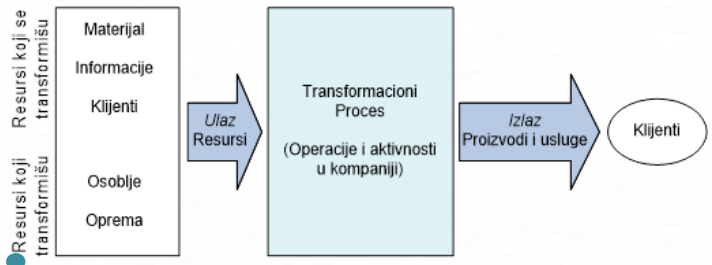 Resursi koji se
transformišu
Materijal
Informacije
Klijenti
Resursi koji
transformišu
Osoblje
Oprema
Ulaz
Resursi
Transformacioni
Proces
(Operacije i aktivnosti
u kompaniji)
Izlaz
Proizvodi i usluge
Klijenti